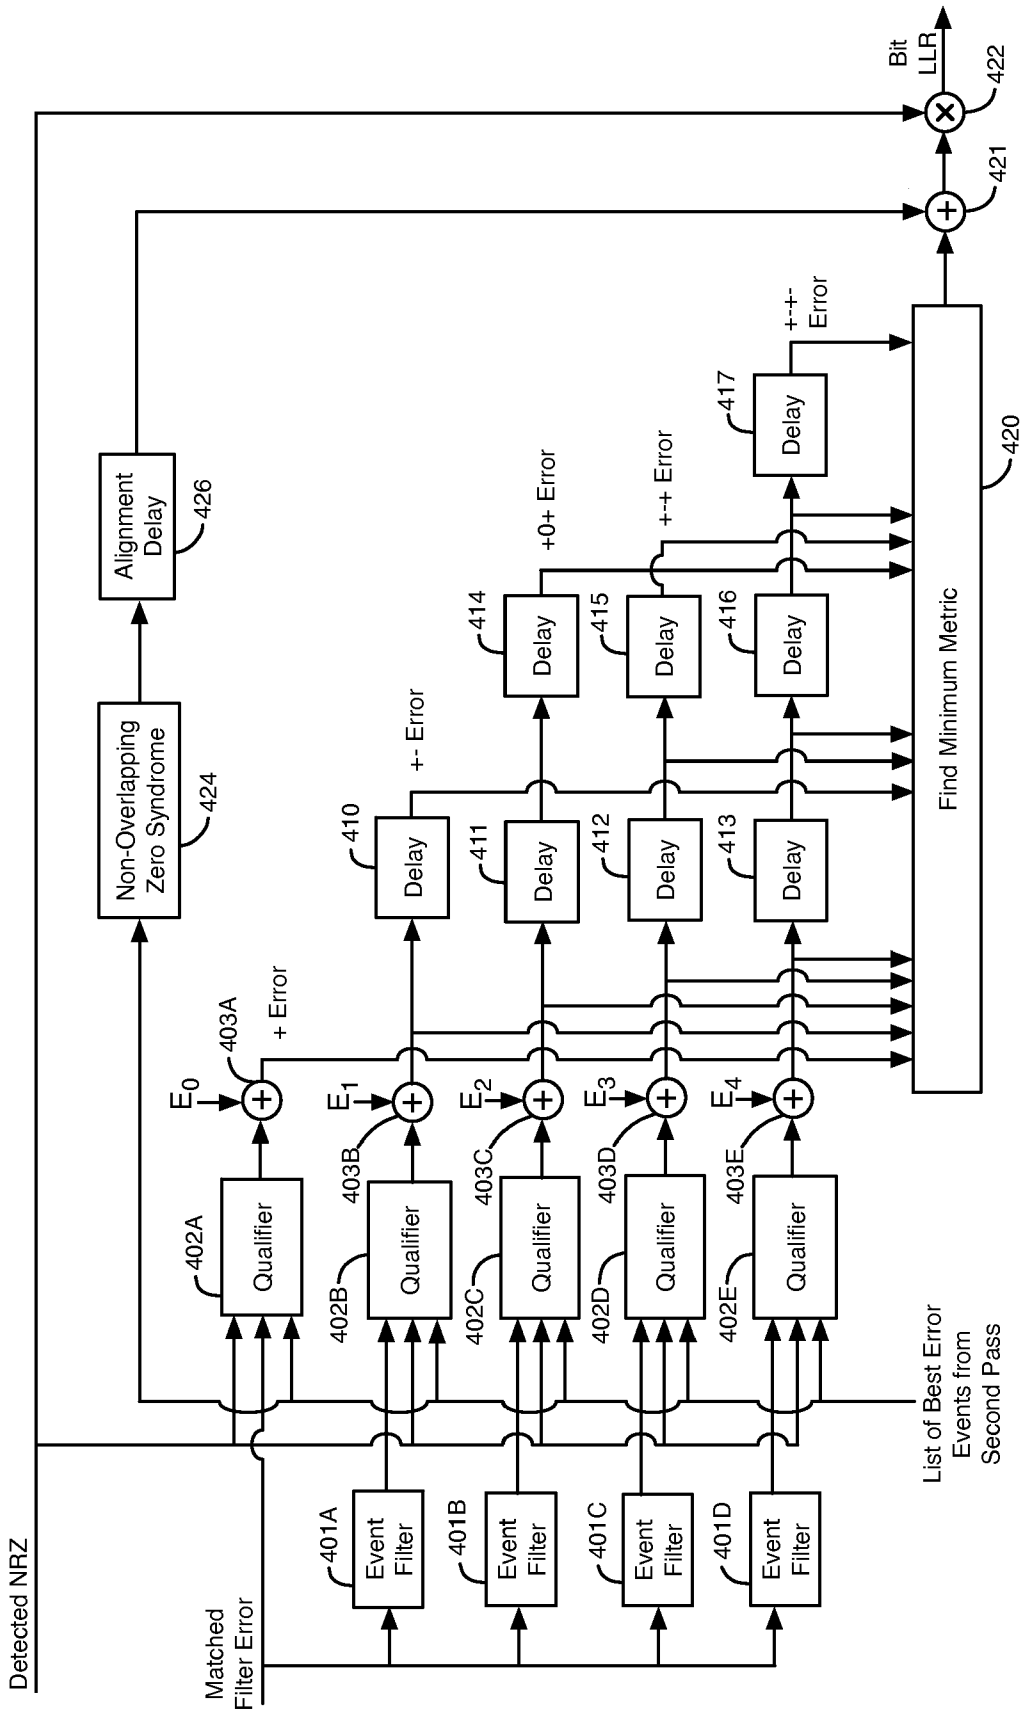 Detected NRZ
Matched
Filter Error
List of Best Error
Events from
Second Pass
Non-Overlapping
Zero Syndrome
424
Alignment
Delay
426
402A
Qualifier
E0
403A
+ Error
401A
Event
Filter
402B
Qualifier
E1
403B
410
Delay
+- Error
401B
Event
Filter
402C
Qualifier
E2
403C
411
Delay
414
Delay
+0+ Error
401C
Event
Filter
402D
Qualifier
E3
403D
412
Delay
415
Delay
+-+ Error
401D
Event
Filter
402E
Qualifier
E4
403E
413
Delay
416
Delay
417
Delay
+-+-
Error
Find Minimum Metric
420
+
421
×
422
Bit
LLR